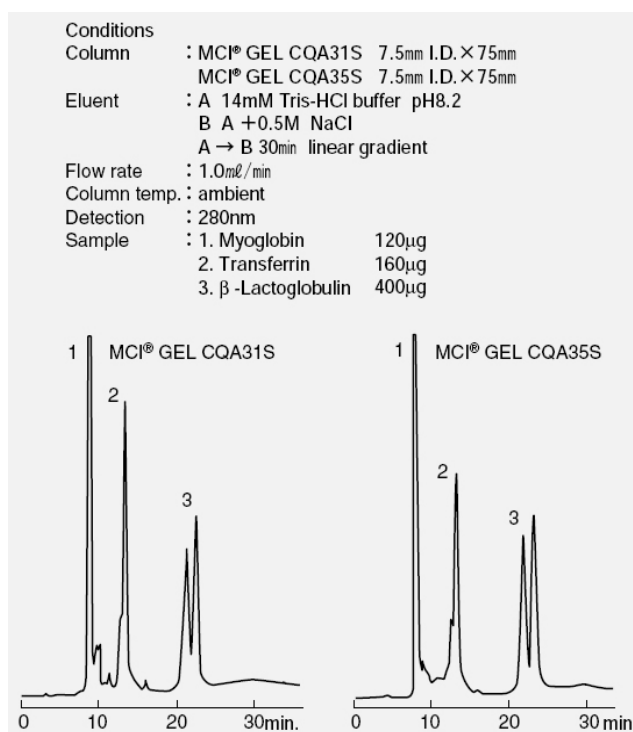 Conditions
Column : MCI® GEL CQA31S 7.5mm I.D.×75mm
MCI® GEL CQA35S 7.5mm I.D.×75mm
Eluent : A 14mM Tris-HCl buffer pH8.2
B A +0.5M NaCl
A → B 30min linear gradient
Flow rate : 1.0mℓ/min
Column temp. : ambient
Detection : 280nm
Sample : 1. Myoglobin 120μg
2. Transferrin 160μg
3. β -Lactoglobulin 400μg
1 MCI® GEL CQA31S
2
3
0 10 20 30min.
1 MCI® GEL CQA35S
2
3
0 10 20 30 min